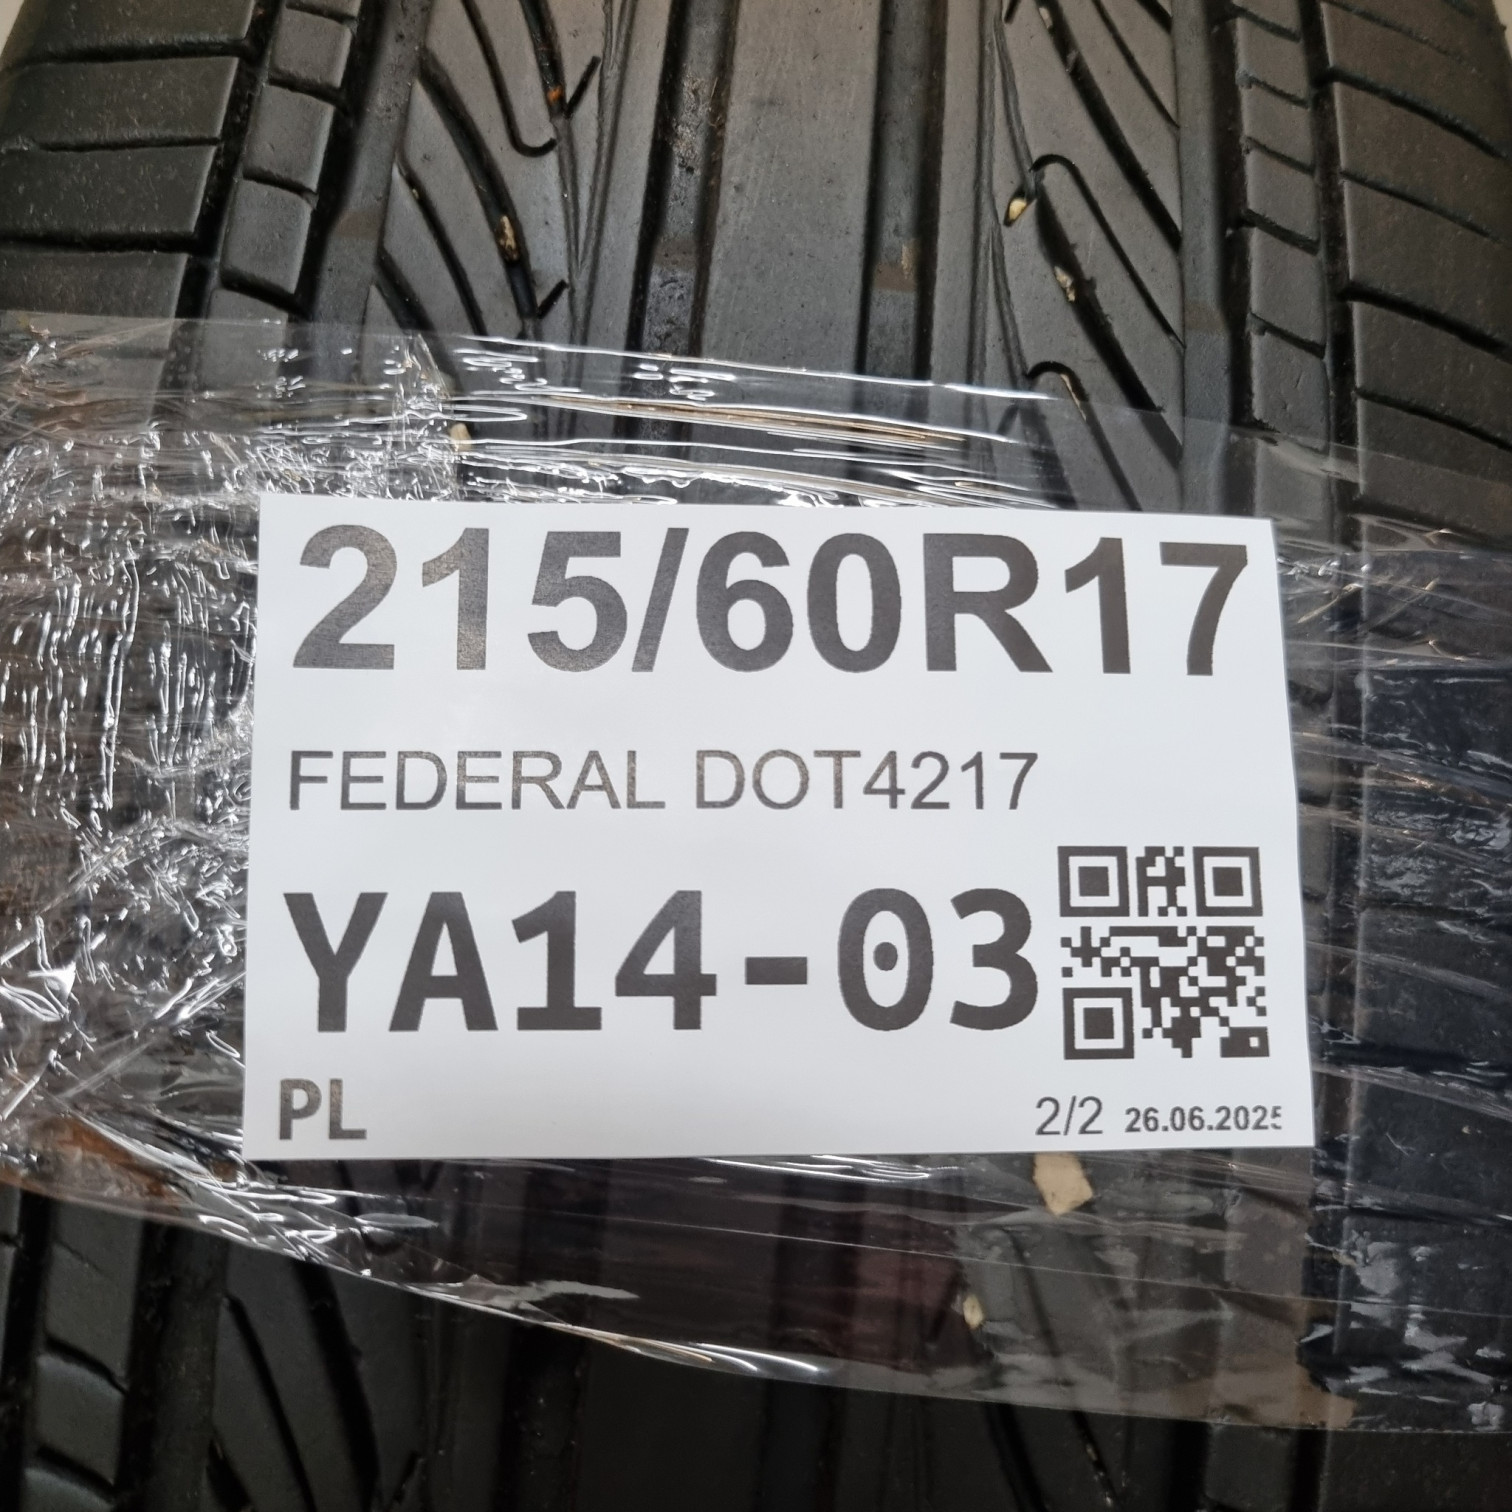 215/60R17
FEDERAL DOT4217
YA14-03
PL
2/2 26.06.2025